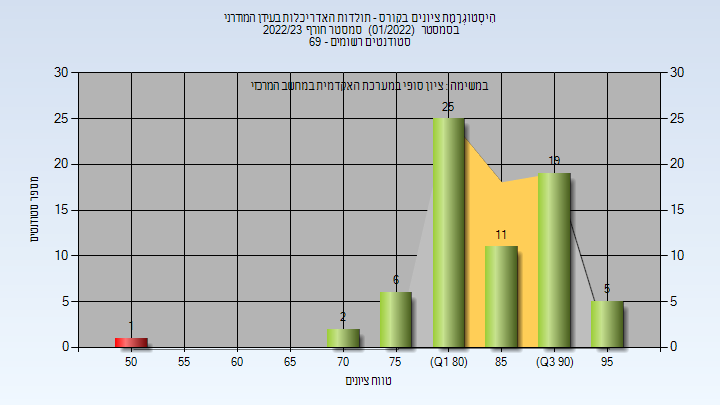 היסטוגרמת ציונים בקורס - תולדות האדריכלות בעידן המודרני
בסמסטר (01/2022) סמסטר חורף 2022/23
סטודנטים רשומים - 69
במשימה : ציון סופי במערכת האקדמית במחשב המרכזי
30 30
25 25
20 20
15 15
10 10
5 5
0 0
1 2 6 25 11 19 5
50 55 60 65 70 75 (Q1 80) 85 (Q3 90) 95
מספר סטודנטים
טווח ציונים